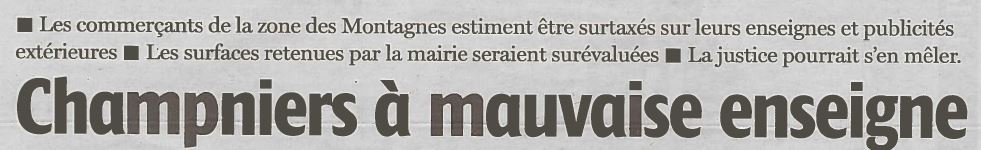 ■ Les commerçants de la zone des Montagnes estiment être surtaxés sur leurs enseignes et publicités
extérieures ■ Les surfaces retenues par la mairie seraient surévaluées ■ La justice pourrait s'en mêler.
Champniers à mauvaise enseigne